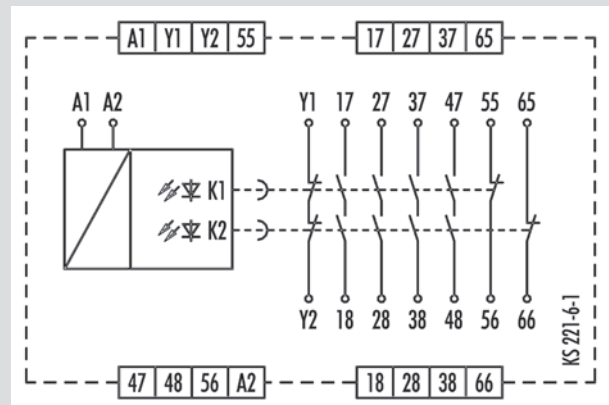 A1 Y1 Y2 55 17 27 37 65
A1 A2 Y1 17 27 37 47 55 65
K1
K2
Y2 18 28 38 48 56 66
KS 221-6-1
47 48 56 A2 18 28 38 66